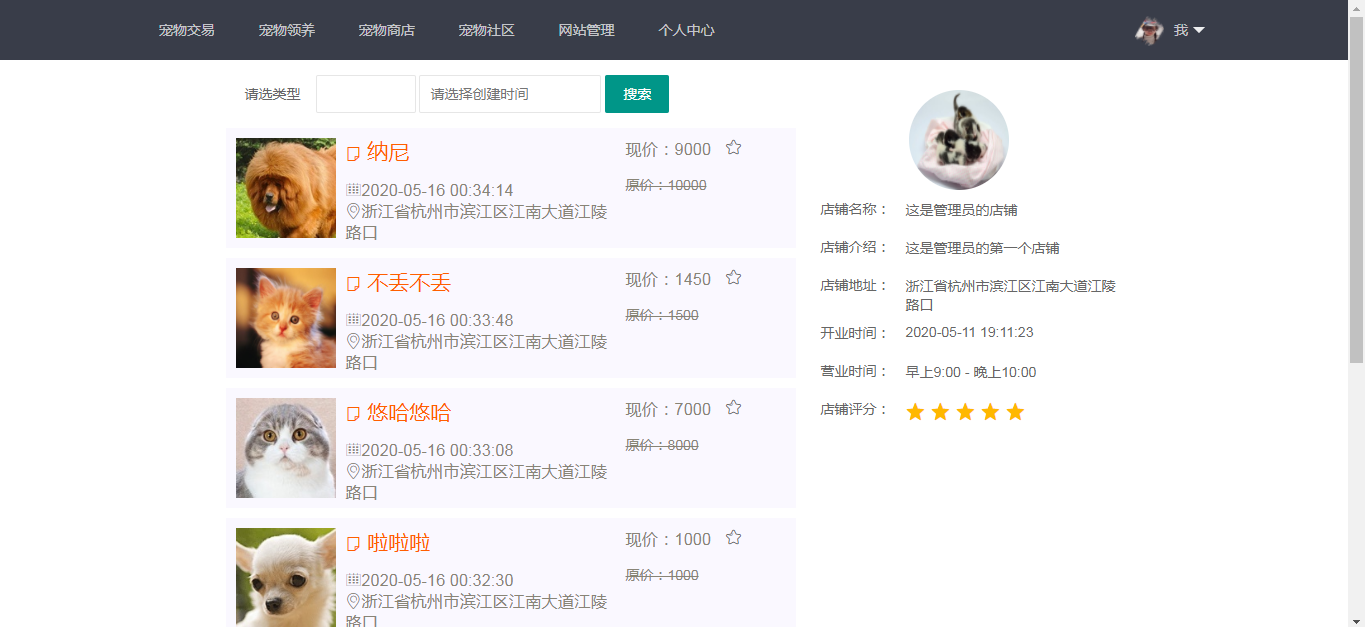 宠物交易 宠物领养 宠物商店 宠物社区 网站管理 个人中心 我
请选类型 请选择创建时间 搜索
纳尼
现价：9000
原价：10000
2020-05-16 00:34:14
浙江省杭州市滨江区江南大道江陵
路口
不丢不丢
现价：1450
原价：1500
2020-05-16 00:33:48
浙江省杭州市滨江区江南大道江陵
路口
悠哈悠哈
现价：7000
原价：8000
2020-05-16 00:33:08
浙江省杭州市滨江区江南大道江陵
路口
啦啦啦
现价：1000
原价：1000
2020-05-16 00:32:30
浙江省杭州市滨江区江南大道江陵
路口
店铺名称： 这是管理员的店铺
店铺介绍： 这是管理员的第一个店铺
店铺地址： 浙江省杭州市滨江区江南大道江陵
路口
开业时间： 2020-05-11 19:11:23
营业时间： 早上9:00 - 晚上10:00
店铺评分：